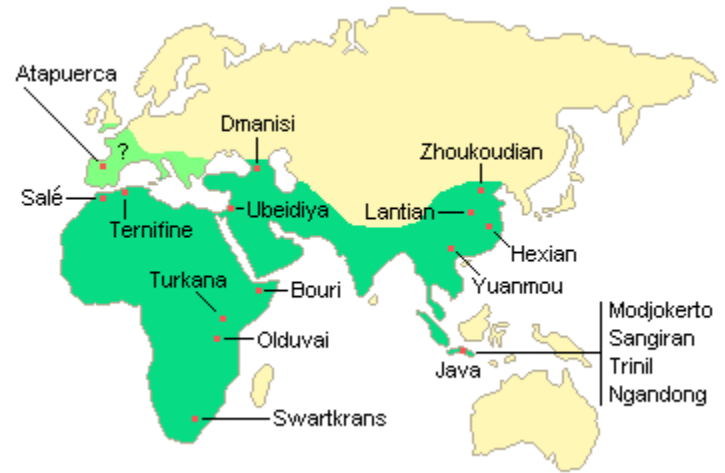 Atapuerca
Dmanisi
?
Zhoukoudian
Salé
Ubeidiya
Lantian
Ternifine
Hexian
Turkana
Bouri
Yuanmou
Modjokerto
Olduvai
Sangiran
Java
Trinil
Ngandong
Swartkrans